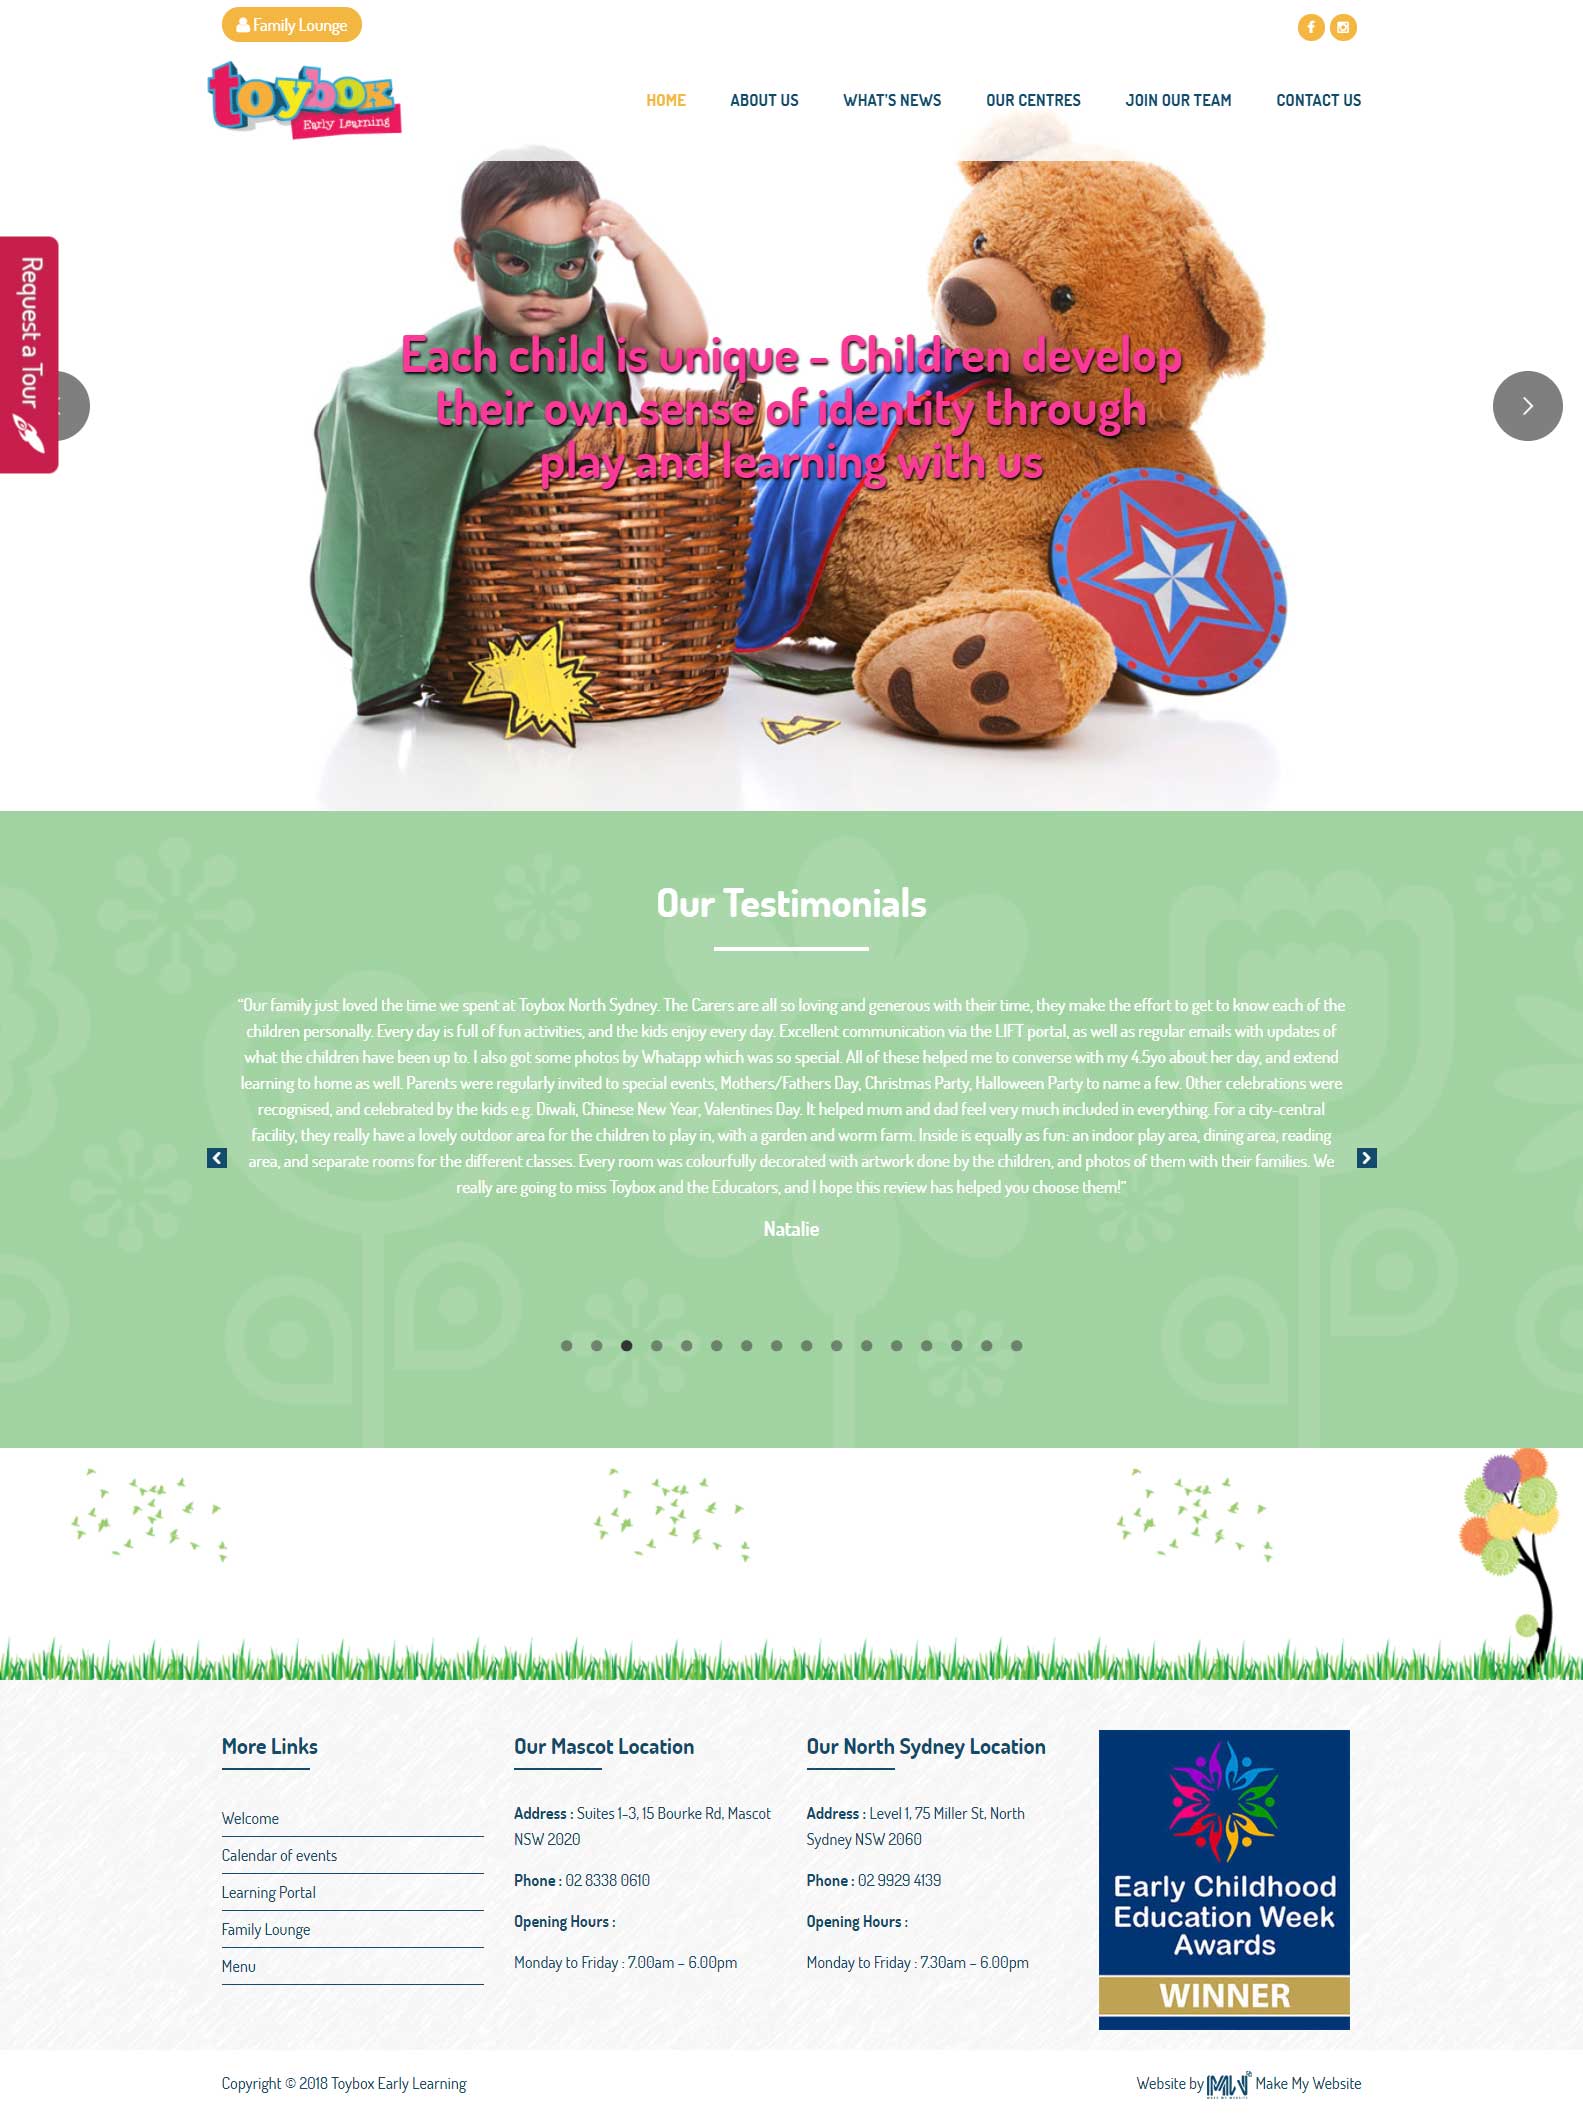 Family Lounge
toybox
Early Learning
HOME ABOUT US WHAT'S NEWS OUR CENTRES JOIN OUR TEAM CONTACT US
Request a Tour
Each child is unique - Children develop
their own sense of identity through
play and learning with us
Our Testimonials
“Our family just loved the time we spent at Toybox North Sydney. The Carers are all so loving and generous with their time, they make the effort to get to know each of the
children personally. Every day is full of fun activities, and the kids enjoy every day. Excellent communication via the LIFT portal, as well as regular emails with updates of
what the children have been up to. I also got some photos by Whatapp which was so special. All of these helped me to converse with my 4.5yo about her day, and extend
learning to home as well. Parents were regularly invited to special events, Mothers/Fathers Day, Christmas Party, Halloween Party to name a few. Other celebrations were
recognised, and celebrated by the kids e.g. Diwali, Chinese New Year, Valentines Day. It helped mum and dad feel very much included in everything. For a city-central
facility, they really have a lovely outdoor area for the children to play in, with a garden and worm farm. Inside is equally as fun: an indoor play area, dining area, reading
area, and separate rooms for the different classes. Every room was colourfully decorated with artwork done by the children, and photos of them with their families. We
really are going to miss Toybox and the Educators, and I hope this review has helped you choose them!”
Natalie
More Links
Welcome
Calendar of events
Learning Portal
Family Lounge
Menu
Our Mascot Location
Address : Suites 1-3, 15 Bourke Rd, Mascot
NSW 2020
Phone : 02 8338 0610
Opening Hours :
Monday to Friday : 7.00am – 6.00pm
Our North Sydney Location
Address : Level 1, 75 Miller St, North
Sydney NSW 2060
Phone : 02 9929 4139
Opening Hours :
Monday to Friday : 7.30am – 6.00pm
Early Childhood
Education Week
Awards
WINNER
Copyright © 2018 Toybox Early Learning
Website by Make My Website